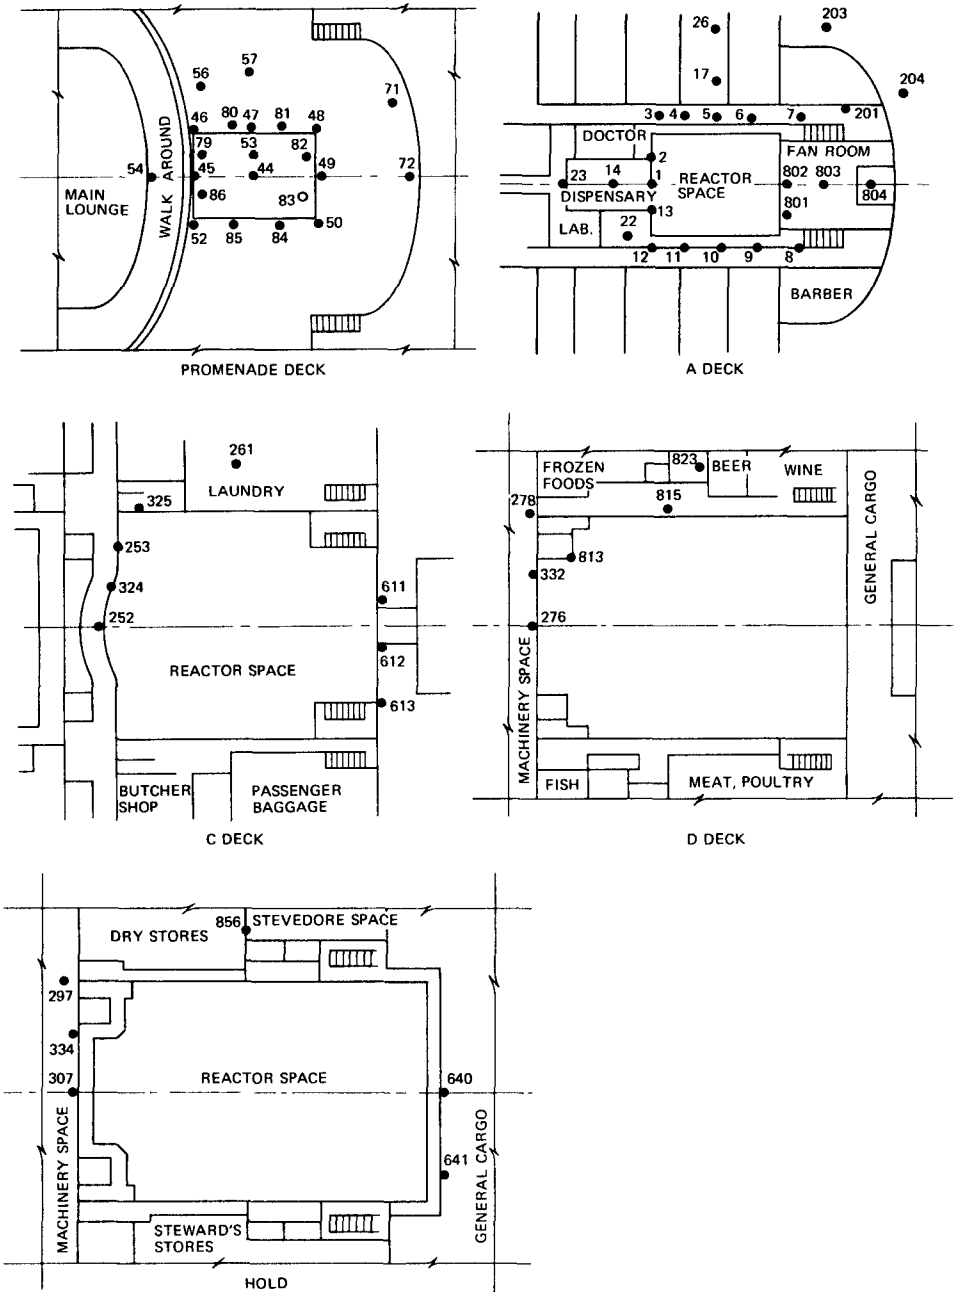 57
56
71
80
47
81
46
48
79
53
82
54
45
44
49
72
86
83
52
85
84
50
MAIN
LOUNGE
WALK AROUND
PROMENADE DECK
26
203
17
204
3
4
5
6
7
201
DOCTOR
FAN ROOM
2
23
14
1
REACTOR
SPACE
802
803
804
DISPENSARY
801
13
LAB.
22
12
11
10
9
8
BARBER
A DECK
261
LAUNDRY
325
253
324
611
252
612
REACTOR SPACE
613
BUTCHER
SHOP
PASSENGER
BAGGAGE
C DECK
FROZEN
FOODS
823
BEER
WINE
815
278
813
332
276
GENERAL CARGO
MACHINERY SPACE
FISH
MEAT, POULTRY
D DECK
856
STEVEDORE SPACE
DRY STORES
297
334
307
REACTOR SPACE
640
641
MACHINERY SPACE
GENERAL CARGO
STEWARD'S
STORES
HOLD